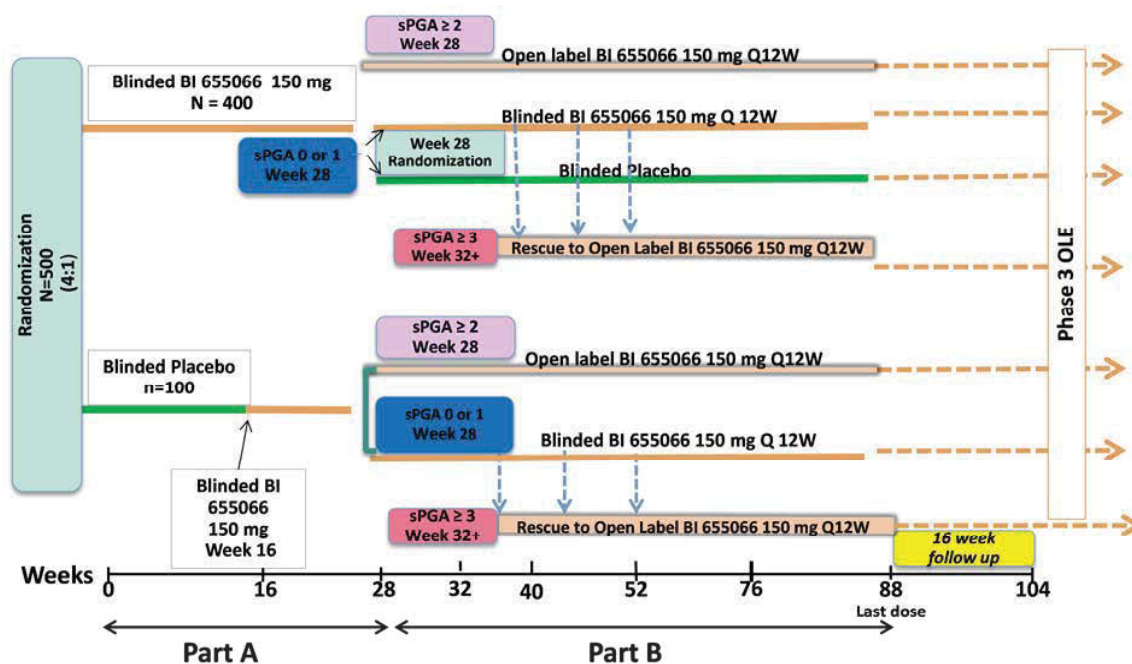 sPGA ≥ 2
Week 28
Open label BI 655066 150 mg Q12W
Blinded BI 655066 150 mg
N = 400
Blinded BI 655066 150 mg Q 12W
sPGA 0 or 1
Week 28
Week 28
Randomization
Blinded Placebo
Randomization
N=500
(4:1)
sPGA ≥ 3
Week 32+
Rescue to Open Label BI 655066 150 mg Q12W
Phase 3 OLE
sPGA ≥ 2
Week 28
Open label BI 655066 150 mg Q12W
Blinded Placebo
n=100
sPGA 0 or 1
Week 28
Blinded BI 655066 150 mg Q 12W
Blinded BI
655066
150 mg
Week 16
sPGA ≥ 3
Week 32+
Rescue to Open Label BI 655066 150 mg Q12W
16 week
follow up
Weeks
0 16 28 32 40 52 76 88 104
Last dose
Part A Part B